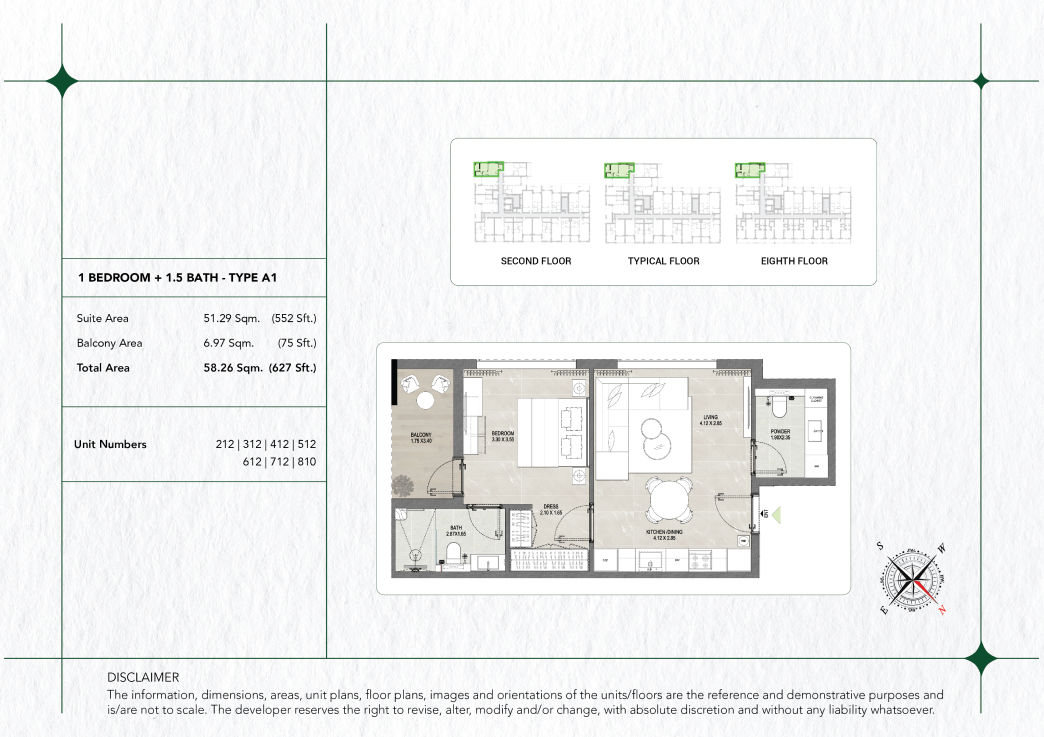 SECOND FLOOR
TYPICAL FLOOR
EIGHTH FLOOR
1 BEDROOM + 1.5 BATH - TYPE A1
Suite Area 51.29 Sqm. (552 Sft.)
Balcony Area 6.97 Sqm. (75 Sft.)
Total Area 58.26 Sqm. (627 Sft.)
Unit Numbers 212 | 312 | 412 | 512
612 | 712 | 810
BALCONY
1.75 X3.40
BEDROOM
3.30 X 3.55
LIVING
4.12 X 2.85
POWDER
1.90X2.35
DRESS
2.10 X 1.65
BATH
2.87X1.65
KITCHEN /DINING
4.12 X 2.85
S
W
E
N
DISCLAIMER
The information, dimensions, areas, unit plans, floor plans, images and orientations of the units/floors are the reference and demonstrative purposes and
is/are not to scale. The developer reserves the right to revise, alter, modify and/or change, with absolute discretion and without any liability whatsoever.